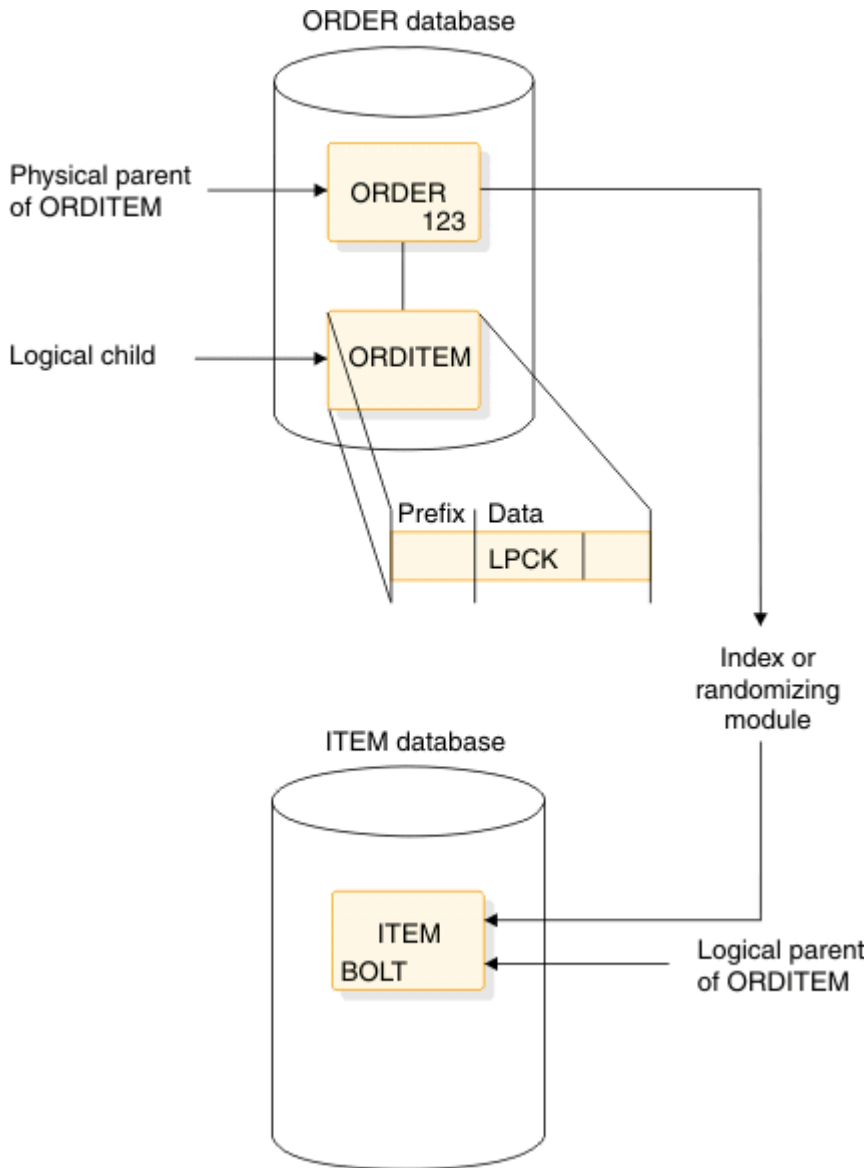 ORDER database
Physical parent
of ORDITEM
ORDER
123
Logical child
ORDITEM
Prefix
Data
LPCK
Index or
randomizing
module
ITEM database
ITEM
BOLT
Logical parent
of ORDITEM